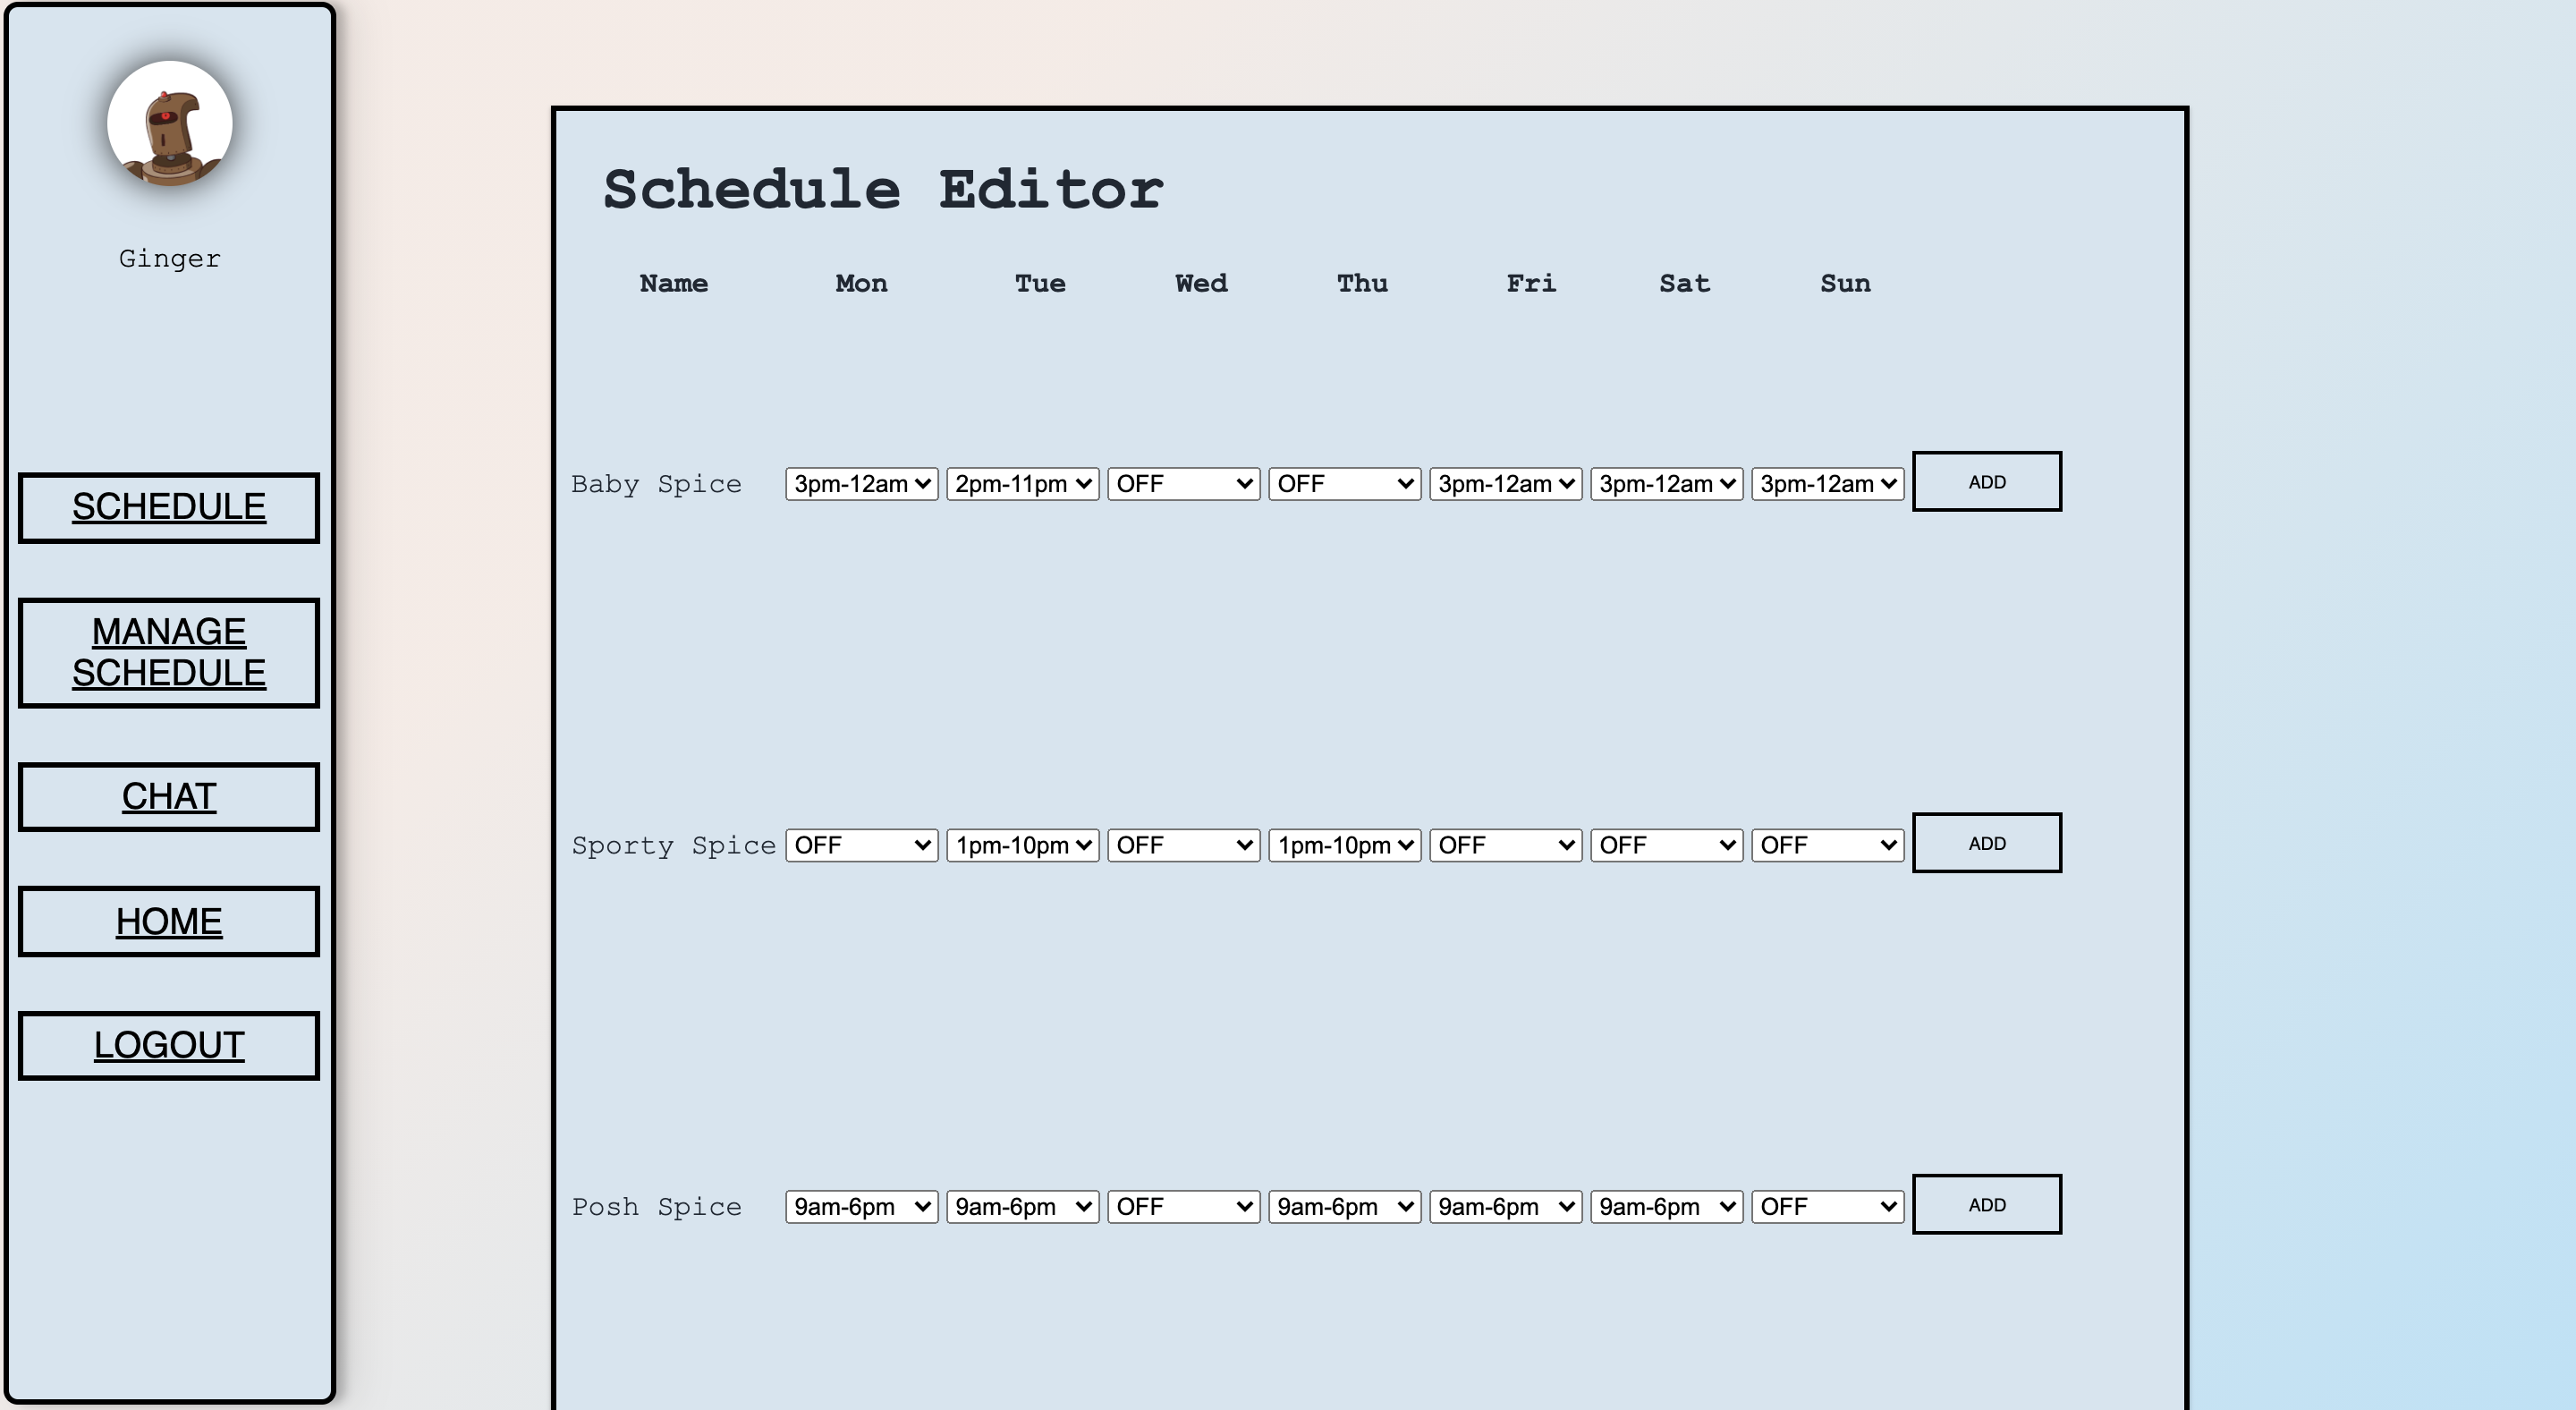 Ginger
SCHEDULE
MANAGE
SCHEDULE
CHAT
HOME
LOGOUT
Schedule Editor
Name Mon Tue Wed Thu Fri Sat Sun
Baby Spice 3pm-12am 2pm-11pm OFF OFF 3pm-12am 3pm-12am 3pm-12am ADD
Sporty Spice OFF 1pm-10pm OFF 1pm-10pm OFF OFF OFF ADD
Posh Spice 9am-6pm 9am-6pm OFF 9am-6pm 9am-6pm 9am-6pm OFF ADD